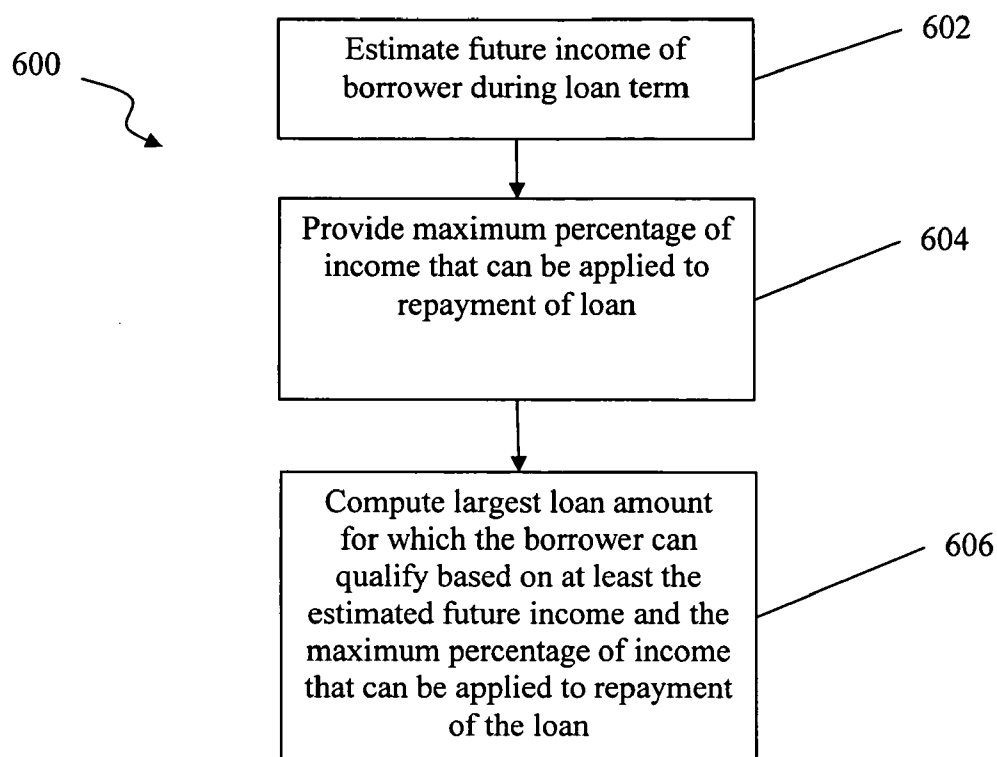 602
Estimate future income of
borrower during loan term
600
Provide maximum percentage of
income that can be applied to
repayment of loan
604
Compute largest loan amount
for which the borrower can
qualify based on at least the
estimated future income and the
maximum percentage of income
that can be applied to repayment
of the loan
606